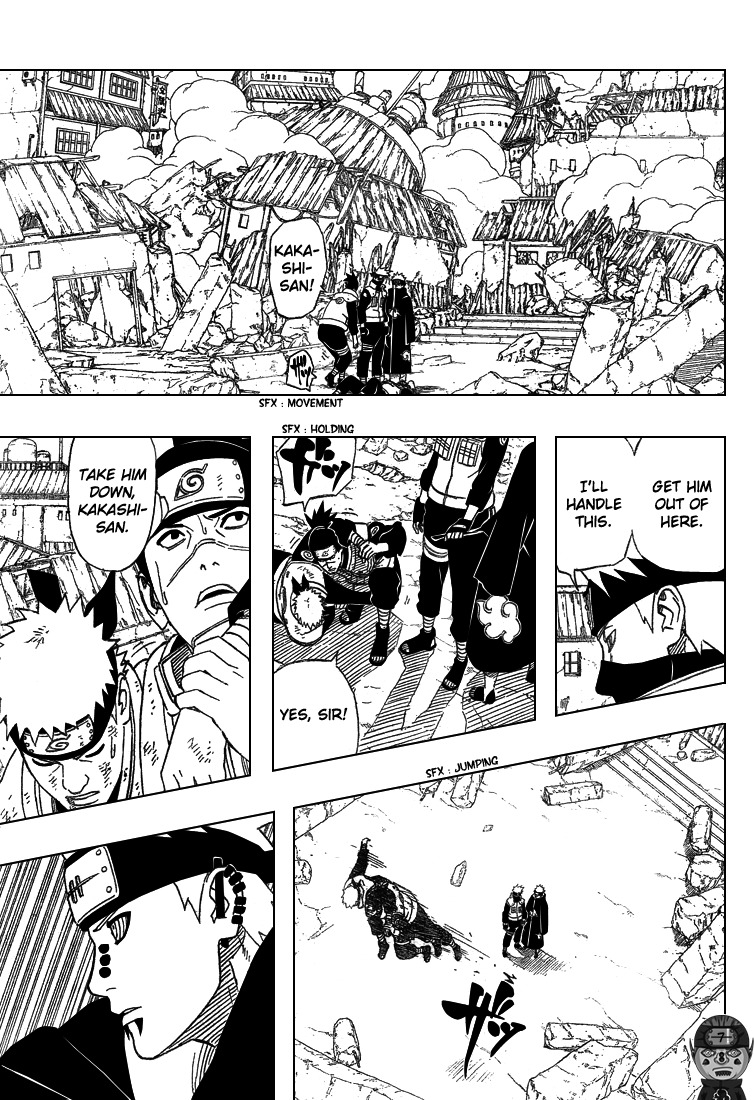 KAKA-
SHI-
SAN!
SFX : MOVEMENT
GET HIM
OUT OF
HERE.
I'LL
HANDLE
THIS.
SFX : HOLDING
YES, SIR!
TAKE HIM
DOWN,
KAKASHI-
SAN.
SFX : JUMPING
7